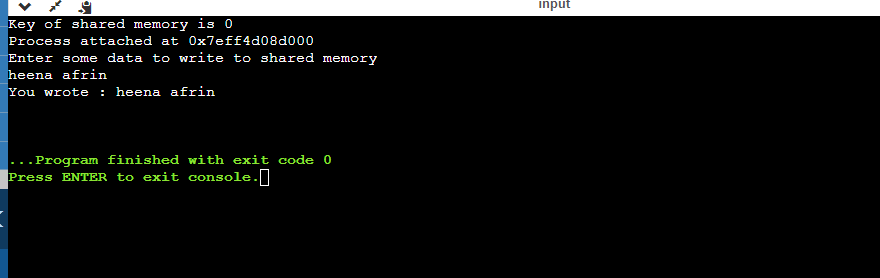 input
Key of shared memory is 0
Process attached at 0x7eff4d08d000
Enter some data to write to shared memory
heena afrin
You wrote : heena afrin
...Program finished with exit code 0
Press ENTER to exit console.